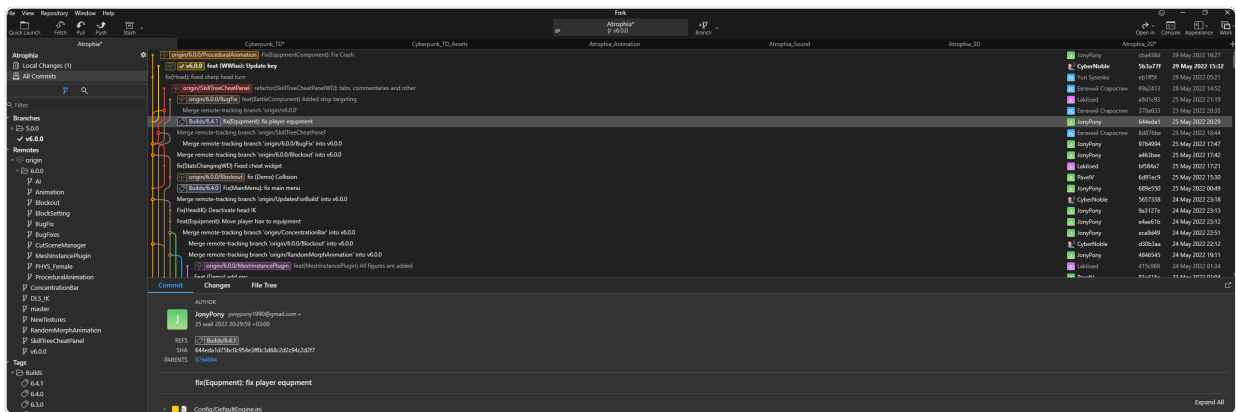 File View Repository Window Help
Fork
Quick Launch Fetch Pull Push Stash
Atrophia*
v6.0.0
Branch
Open in Console Appearance Work
Atrophia* Cyberpunk_TD* Cyberpunk_TD_Assets Atrophia_Animation Atrophia_Sound Atrophia_3D Atrophia_2D*
Atrophia
Local Changes (1)
All Commits
Filter
Branches
5.0.0
v6.0.0
Remotes
origin
6.0.0
AI
Animation
Blockout
BlockSetting
BugFix
BugFixes
CutSceneManager
MeshInstancePlugin
PHYS_Female
ProceduralAnimation
ConcentrationBar
DLS_IK
master
NewTextures
RandomMorphAnimation
SkillTreeCheatPanel
v6.0.0
Tags
Builds
6.4.1
6.4.0
6.3.0
origin/6.0.0/ProceduralAnimation Fix(EqupmentComponent): Fix Crash JonyPony cba438d 29 May 2022 16:27
v6.0.0 feat (WWise): Update key CyberNoble 5b3a77f 29 May 2022 15:32
fix(Head): fixed sharp head turn Yuri Sysenko eb1ff5f 29 May 2022 05:21
origin/SkillTreeCheatPanel refactor(SkillTreeCheatPanelWD): tabs, commentaries and other Евгений Старостин 69a2413 28 May 2022 14:52
origin/6.0.0/BugFix feat(BattleComponent) Added stop targeting Lakiloed a9d1c93 25 May 2022 21:19
Merge remote-tracking branch 'origin/v6.0.0' Евгений Старостин 378a633 25 May 2022 20:35
Builds/6.4.1 fix(Equpment): fix player equpment JonyPony 644eda1 25 May 2022 20:29
Merge remote-tracking branch 'origin/SkillTreeCheatPanel' Евгений Старостин 8d876be 25 May 2022 18:44
Merge remote-tracking branch 'origin/6.0.0/BugFix' into v6.0.0 JonyPony 9764994 25 May 2022 17:47
Merge remote-tracking branch 'origin/6.0.0/Blockout' into v6.0.0 JonyPony a463bee 25 May 2022 17:42
fix(StatsChangingWD) Fixed cheat widget Lakiloed bf584a7 25 May 2022 17:21
origin/6.0.0/Blockout fix (Demo) Collision PavelV 6d91ec9 25 May 2022 15:30
Builds/6.4.0 Fix(MainMenu): fix main menu JonyPony 689e550 25 May 2022 00:49
Merge remote-tracking branch 'origin/UpdatesForBuild' into v6.0.0 CyberNoble 5657338 24 May 2022 23:18
Fix(HeadIK): Deactivate head IK JonyPony 9a3127e 24 May 2022 23:13
Feat(Equipment): Move player hair to equipment JonyPony e4ae61b 24 May 2022 23:12
Merge remote-tracking branch 'origin/ConcentrationBar' into v6.0.0 JonyPony eca9d49 24 May 2022 22:51
Merge remote-tracking branch 'origin/6.0.0/Blockout' into v6.0.0 CyberNoble d30b3aa 24 May 2022 22:12
Merge remote-tracking branch 'origin/RandomMorphAnimation' into v6.0.0 JonyPony 4846545 24 May 2022 19:11
origin/6.0.0/MeshInstancePlugin feat(MeshInstancePlugin) All figures are added Lakiloed 415c969 24 May 2022 01:34
Commit Changes File Tree
AUTHOR
J
JonyPony jonypony1990@gmail.com
25 май 2022 20:29:59 +03:00
REFS Builds/6.4.1
SHA 644eda1d75bc0c954e3ff0c3d68c2d2c94c2d2f7
PARENTS 9764994
fix(Equpment): fix player equpment
Expand All
Config/DefaultEngine.ini